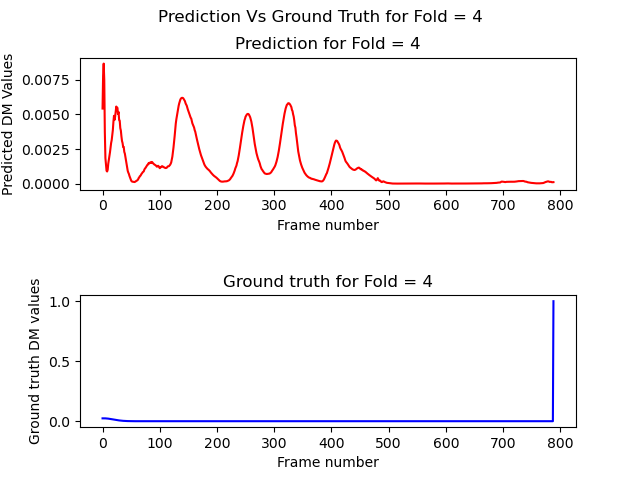 Prediction Vs Ground Truth for Fold = 4
Prediction for Fold = 4
Predicted DM Values
0.0075
0.0050
0.0025
0.0000
0 100 200 300 400 500 600 700 800
Frame number
Ground truth for Fold = 4
Ground truth DM values
1.0
0.5
0.0
0 100 200 300 400 500 600 700 800
Frame number